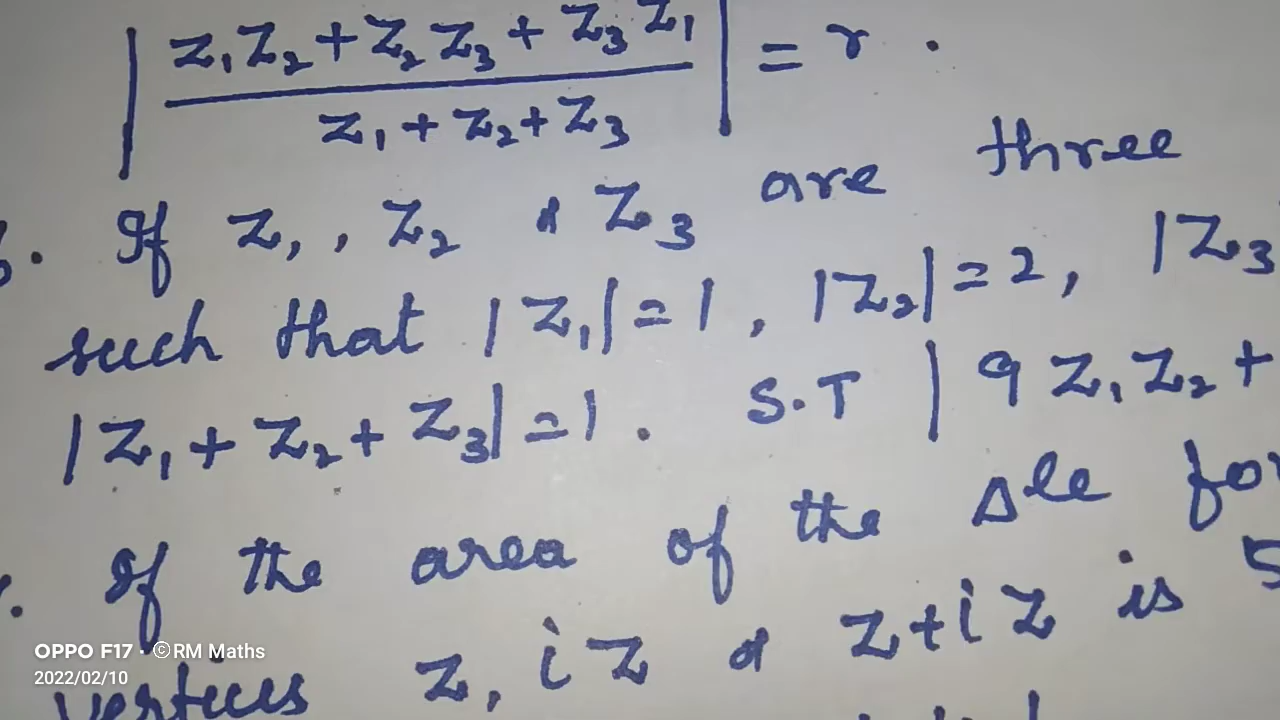 | z₁z₂ + z₂z₃ + z₃z₁ / z₁ + z₂ + z₃ | = r .
. If z₁, z₂ & z₃ are three
such that |z₁| = 1, |z₂| = 2, |z₃
|z₁ + z₂ + z₃| = 1. S.T | 9z₁z₂ +
. If the area of the Δle for
vertices z, iz & z+iz is 5
OPPO F17 · ©RM Maths
2022/02/10